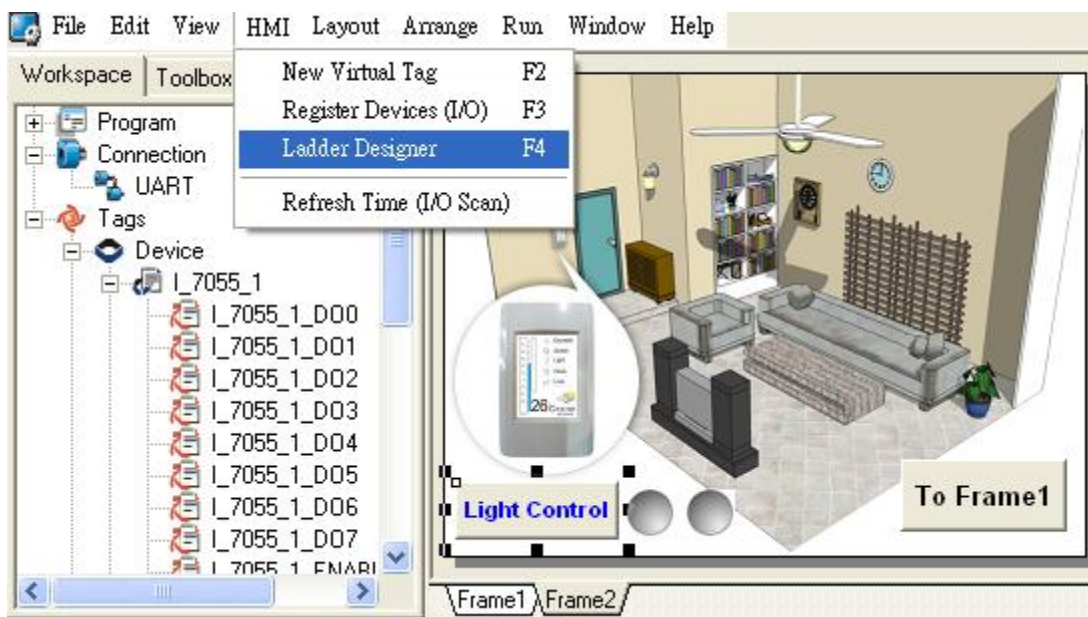 File Edit View HMI Layout Arrange Run Window Help
Workspace Toolbox
New Virtual Tag F2
Register Devices (I/O) F3
Ladder Designer F4
Refresh Time (I/O Scan)
Program
Connection
UART
Tags
Device
I_7055_1
I_7055_1_DO0
I_7055_1_DO1
I_7055_1_DO2
I_7055_1_DO3
I_7055_1_DO4
I_7055_1_DO5
I_7055_1_DO6
I_7055_1_DO7
26
Light Control
To Frame1
Frame1 Frame2